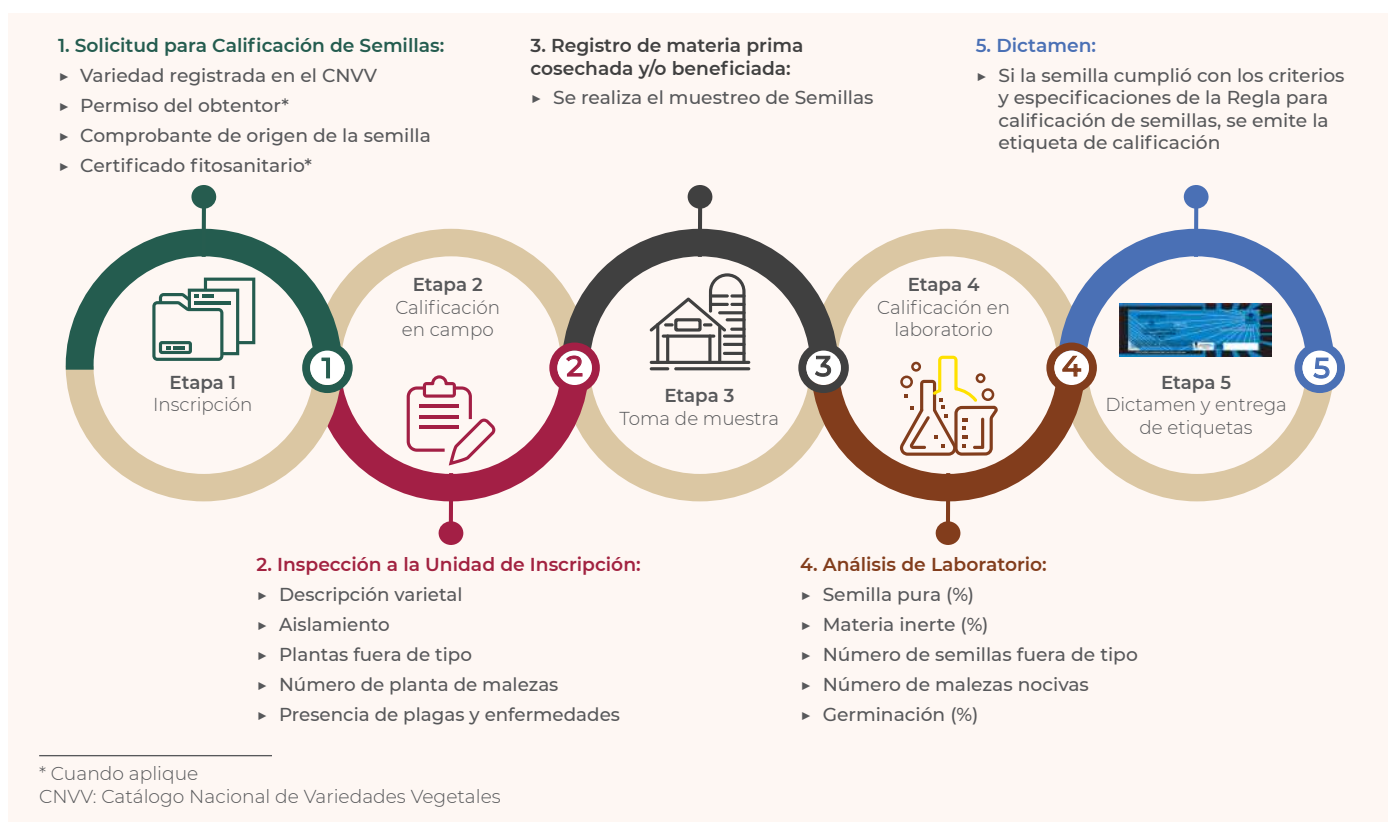 1. Solicitud para Calificación de Semillas:
▸ Variedad registrada en el CNVV
▸ Permiso del obtentor*
▸ Comprobante de origen de la semilla
▸ Certificado fitosanitario*
3. Registro de materia prima
cosechada y/o beneficiada:
▸ Se realiza el muestreo de Semillas
5. Dictamen:
▸ Si la semilla cumplió con los criterios
y especificaciones de la Regla para
calificación de semillas, se emite la
etiqueta de calificación
Etapa 1
Inscripción
1
Etapa 2
Calificación
en campo
2
Etapa 3
Toma de muestra
3
Etapa 4
Calificación en
laboratorio
4
Etapa 5
Dictamen y entrega
de etiquetas
5
2. Inspección a la Unidad de Inscripción:
▸ Descripción varietal
▸ Aislamiento
▸ Plantas fuera de tipo
▸ Número de planta de malezas
▸ Presencia de plagas y enfermedades
4. Análisis de Laboratorio:
▸ Semilla pura (%)
▸ Materia inerte (%)
▸ Número de semillas fuera de tipo
▸ Número de malezas nocivas
▸ Germinación (%)
* Cuando aplique
CNVV: Catálogo Nacional de Variedades Vegetales